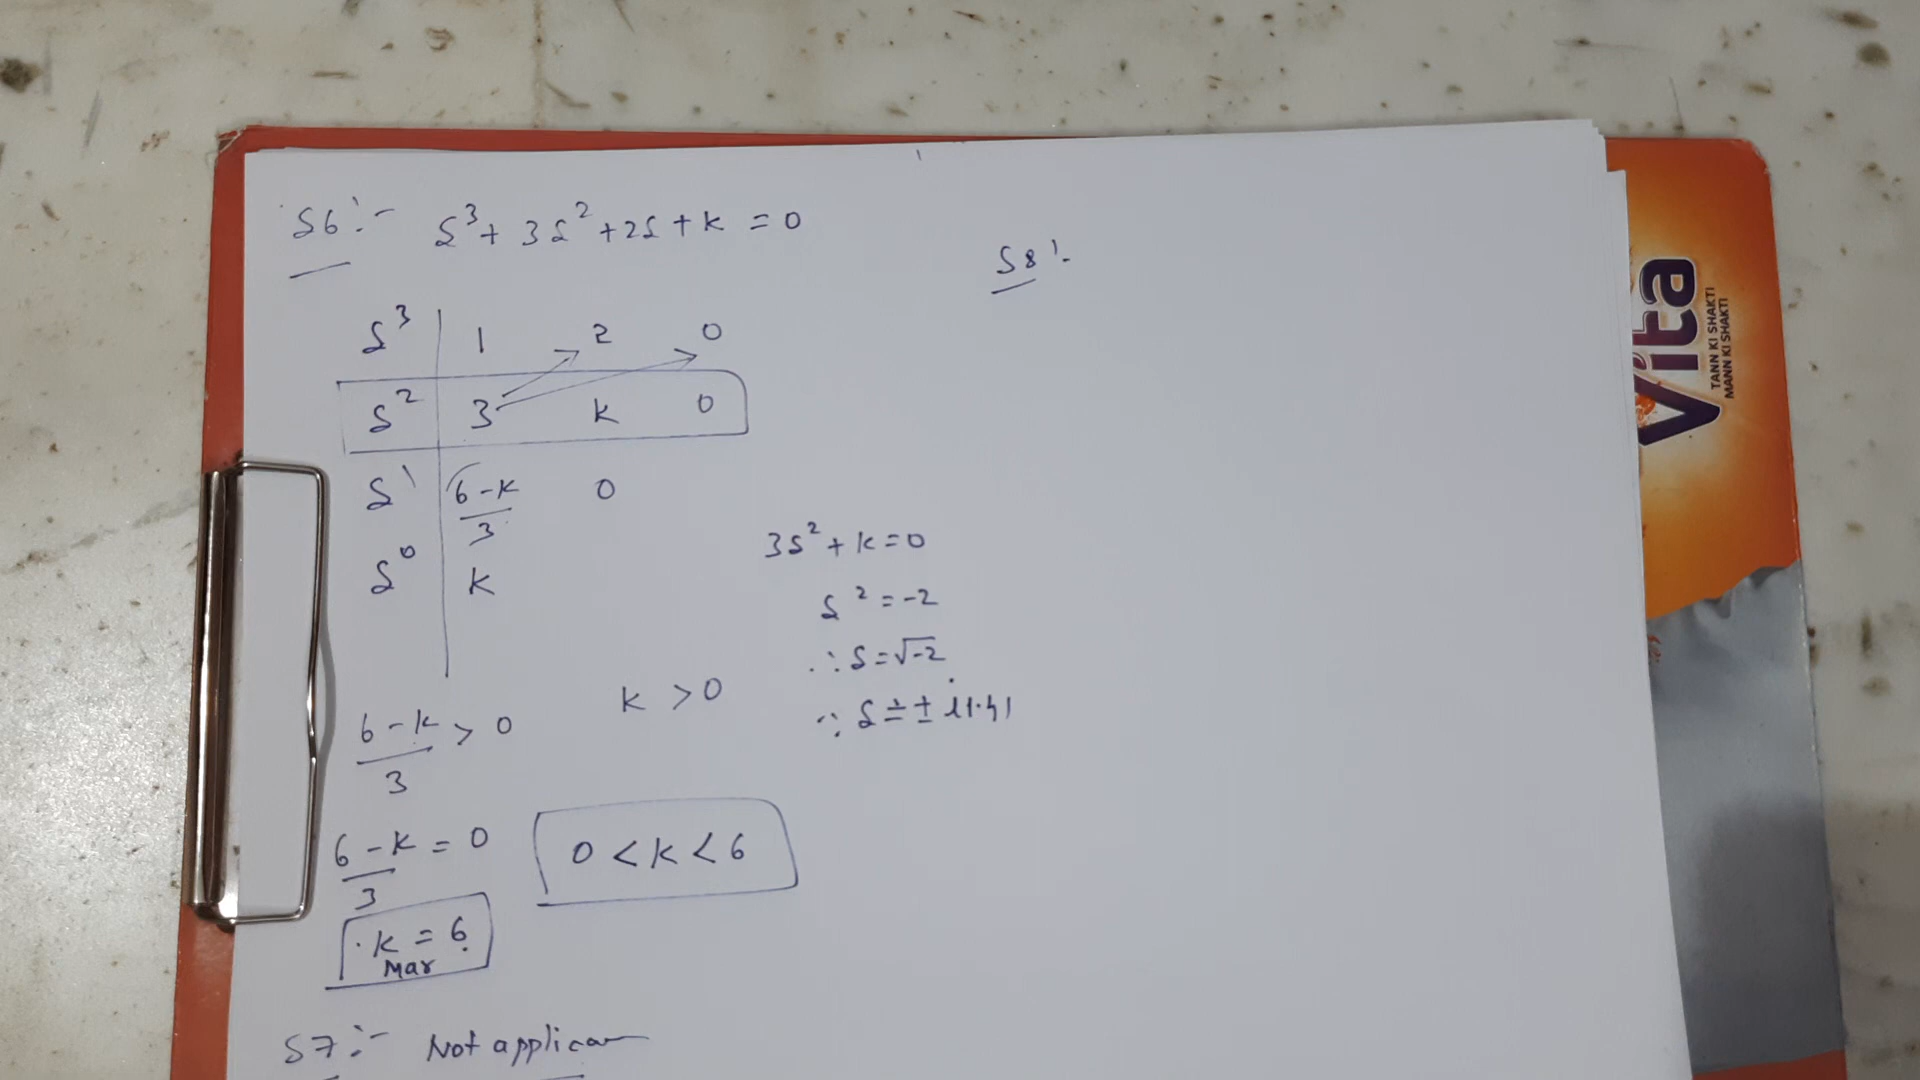 S6:- S³ + 3S² + 2S + K = 0
S8:-
S³ 1 2 0
S² 3 K 0
S¹ 6-K/3 0
S⁰ K
3S² + K = 0
S² = -2
∴ S = √-2
∴ S = ± j1.41
6-K/3 > 0
K > 0
6-K/3 = 0
0 < K < 6
K = 6
Mar
S7:-
Not
Vita
TANN KI SHAKTI
MANN KI SHAKTI